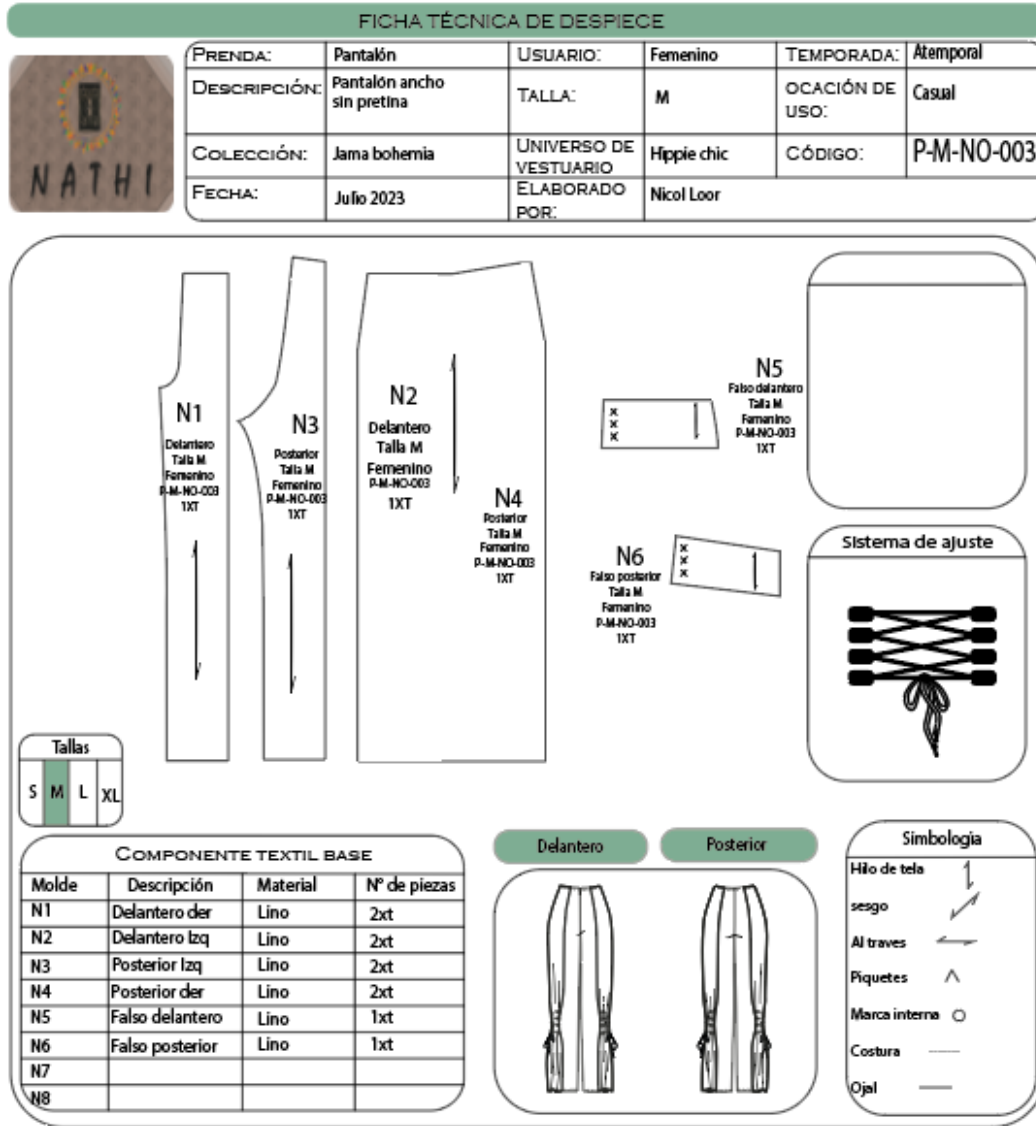 FICHA TÉCNICA DE DESPIECE
NATHI
PRENDA: Pantalón USUARIO: Femenino TEMPORADA: Atemporal
DESCRIPCIÓN: Pantalón ancho
sin pretina
TALLA: M
OCACIÓN DE
USO:
Casual
COLECCIÓN: Jama bohemia
UNIVERSO DE
VESTUARIO
Hippie chic
CÓDIGO: P-M-NO-003
FECHA: Julio 2023
ELABORADO
POR:
Nicol Loor
N1
Delantero
Talla M
Femenino
P-M-NO-003
1XT
N3
Posterior
Talla M
Femenino
P-M-NO-003
1XT
N2
Delantero
Talla M
Femenino
P-M-NO-003
1XT
N4
Posterior
Talla M
Femenino
P-M-NO-003
1XT
N5
Falso delantero
Talla M
Femenino
P-M-NO-003
1XT
x
x
x
N6
Falso posterior
Talla M
Femenino
P-M-NO-003
1XT
x
x
x
Sistema de ajuste
Tallas
S M L XL
COMPONENTE TEXTIL BASE
Molde Descripción Material Nº de piezas
N1 Delantero der Lino 2xt
N2 Delantero Izq Lino 2xt
N3 Posterior Izq Lino 2xt
N4 Posterior der Lino 2xt
N5 Falso delantero Lino 1xt
N6 Falso posterior Lino 1xt
N7
N8
Delantero
Posterior
Simbología
Hilo de tela
sesgo
Al traves
Piquetes
Marca interna
Costura
Ojal